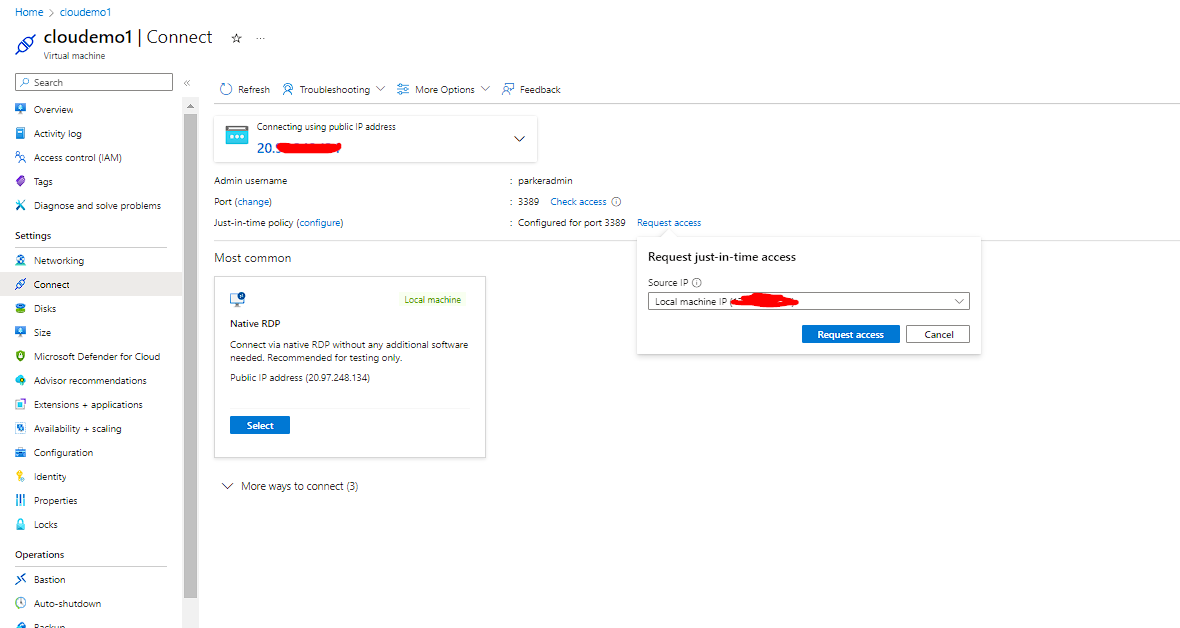 Home > cloudemo1
cloudemo1 | Connect
Virtual machine
Search
Overview
Activity log
Access control (IAM)
Tags
Diagnose and solve problems
Settings
Networking
Connect
Disks
Size
Microsoft Defender for Cloud
Advisor recommendations
Extensions + applications
Availability + scaling
Configuration
Identity
Properties
Locks
Operations
Bastion
Auto-shutdown
Backup
Refresh Troubleshooting More Options Feedback
Connecting using public IP address
20.
Admin username : parkeradmin
Port (change) : 3389 Check access
Just-in-time policy (configure) : Configured for port 3389 Request access
Most common
Local machine
Native RDP
Connect via native RDP without any additional software
needed. Recommended for testing only.
Public IP address (20.97.248.134)
Select
More ways to connect (3)
Request just-in-time access
Source IP
Local machine IP (
Request access Cancel